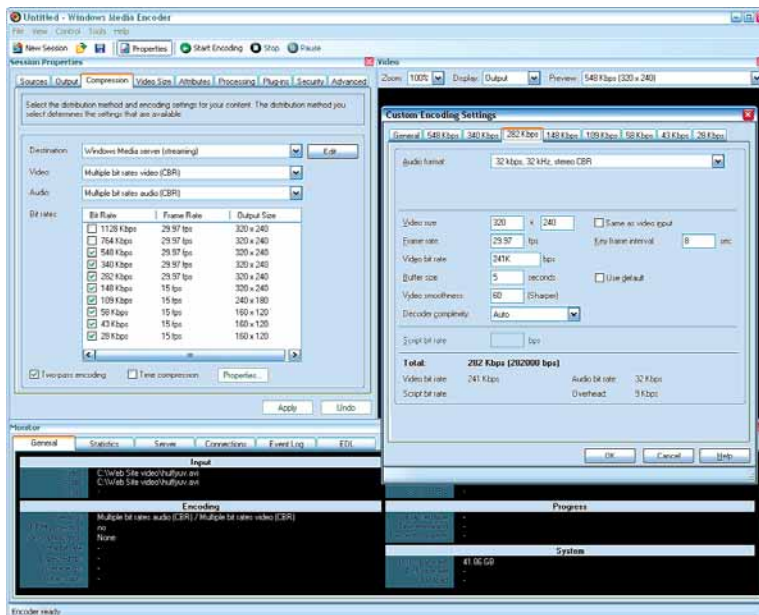 Untitled - Windows Media Encoder
File View Control Tools Help
New Session Properties Start Encoding Stop Pause
Session Properties
Sources Output Compression Video Size Attributes Processing Plug-ins Security Advanced
Select the distribution method and encoding settings for your content. The distribution method you
select determines the settings that are available.
Destination: Windows Media server (streaming) Edit
Video: Multiple bit rates video (CBR)
Audio: Multiple bit rates audio (CBR)
Bit rates: Bit Rate Frame Rate Output Size
1128 Kbps 29.97 fps 320 x 240
764 Kbps 29.97 fps 320 x 240
548 Kbps 29.97 fps 320 x 240
340 Kbps 29.97 fps 320 x 240
282 Kbps 29.97 fps 320 x 240
148 Kbps 15 fps 320 x 240
109 Kbps 15 fps 240 x 180
58 Kbps 15 fps 160 x 120
43 Kbps 15 fps 160 x 120
28 Kbps 15 fps 160 x 120
Two-pass encoding Time compression Properties...
Apply Undo
Video
Zoom: 100% Display: Output Preview: 548 Kbps (320 x 240)
Custom Encoding Settings
General 548 Kbps 340 Kbps 282 Kbps 148 Kbps 109 Kbps 58 Kbps 43 Kbps 28 Kbps
Audio format: 32 kbps, 32 kHz, stereo CBR
Video size: 320 x 240 Same as video input
Frame rate: 29.97 fps Key frame interval: 8 sec
Video bit rate: 241K bps
Buffer size: 5 seconds Use default
Video smoothness: 60 (Sharper)
Decoder complexity: Auto
Script bit rate: bps
Total: 282 Kbps (282000 bps)
Video bit rate: 241 Kbps Audio bit rate: 32 Kbps
Script bit rate: Overhead: 9 Kbps
OK Cancel Help
Monitor
General Statistics Server Connections Event Log EDL
Input
C:\Web Site video\huffyuv.avi
C:\Web Site video\huffyuv.avi
Encoding
Multiple bit rates audio (CBR) / Multiple bit rates video (CBR)
no
None
Progress
System
41.06 GB
Encoder ready